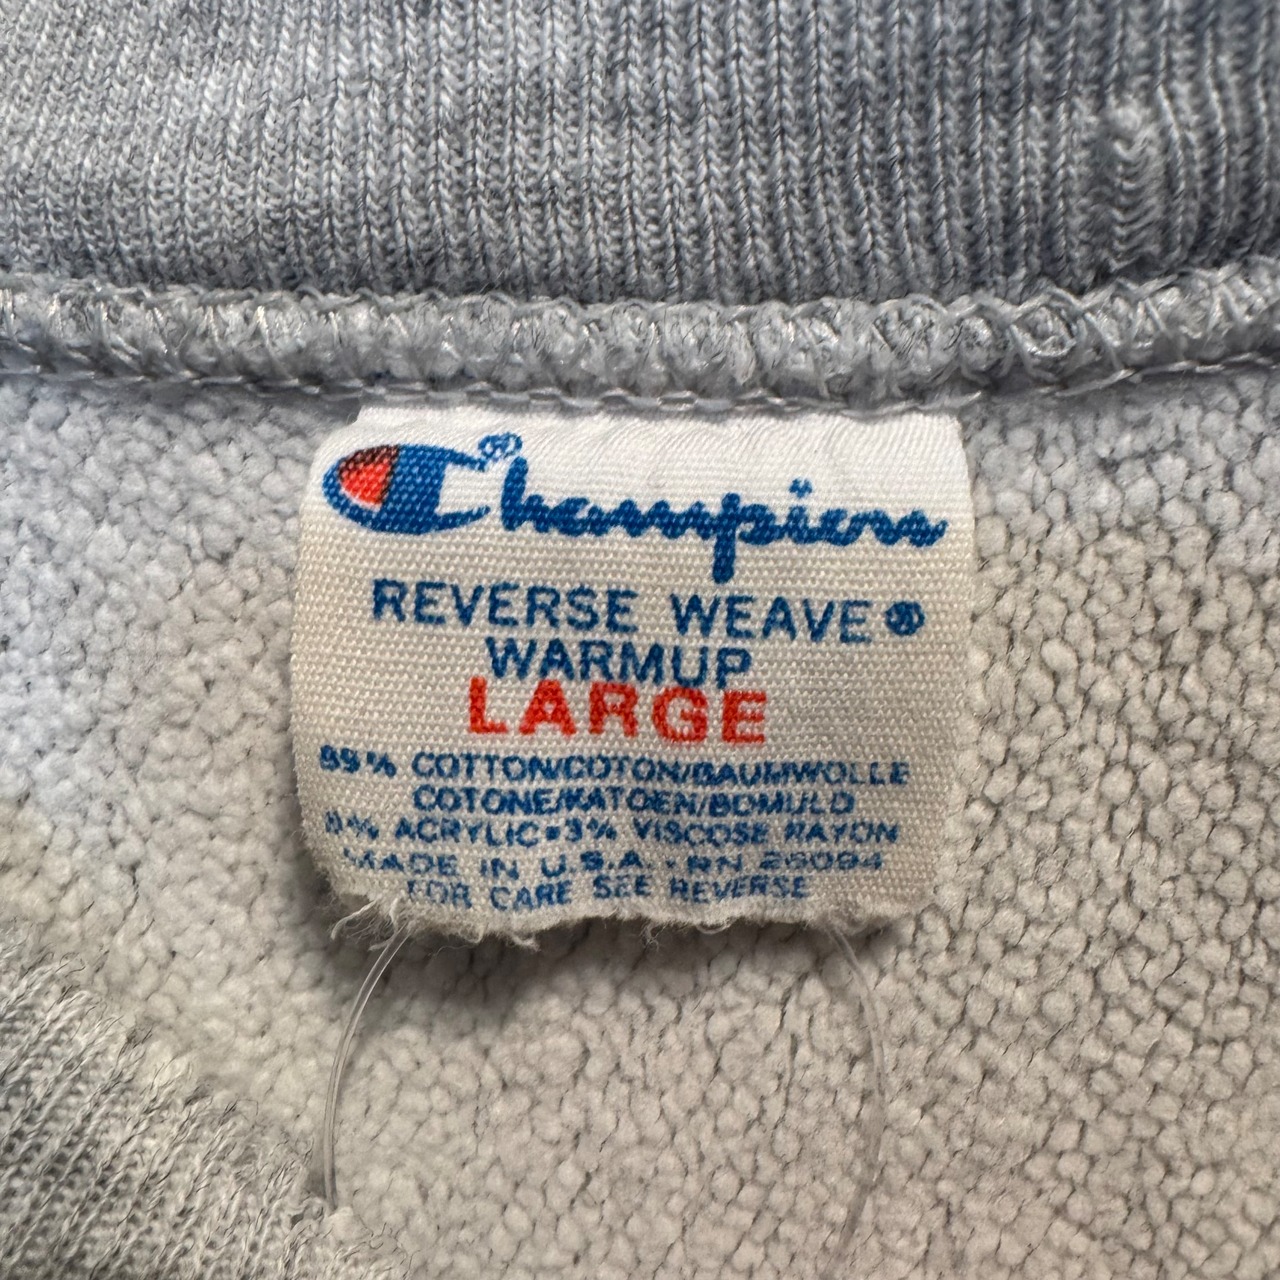 Champion®
REVERSE WEAVE®
WARMUP
LARGE
89% COTTON/COTON/BAUMWOLLE
COTONE/KATOEN/BOMULD
8% ACRYLIC•3% VISCOSE RAYON
MADE IN U.S.A. • RN 26094
FOR CARE SEE REVERSE